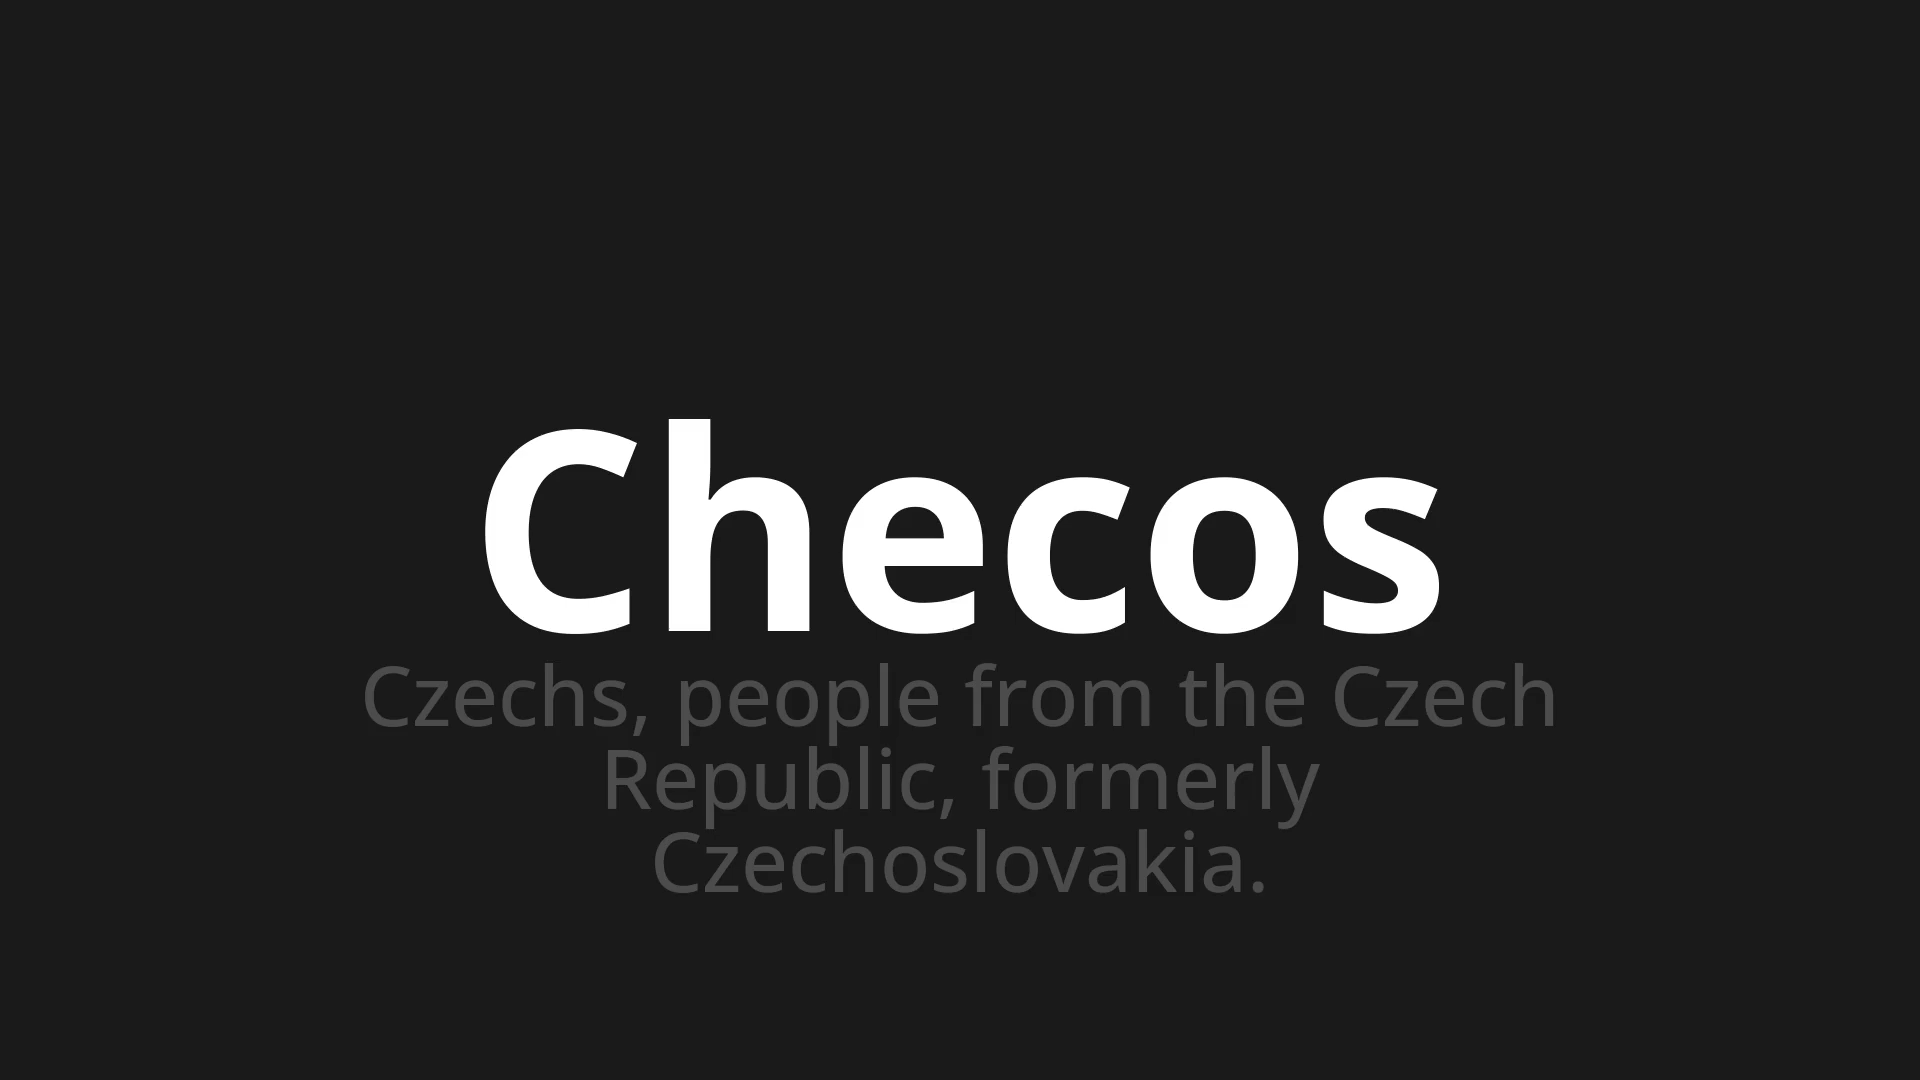 Checos
Czechs, people from the Czech
Republic, formerly
Czechoslovakia.